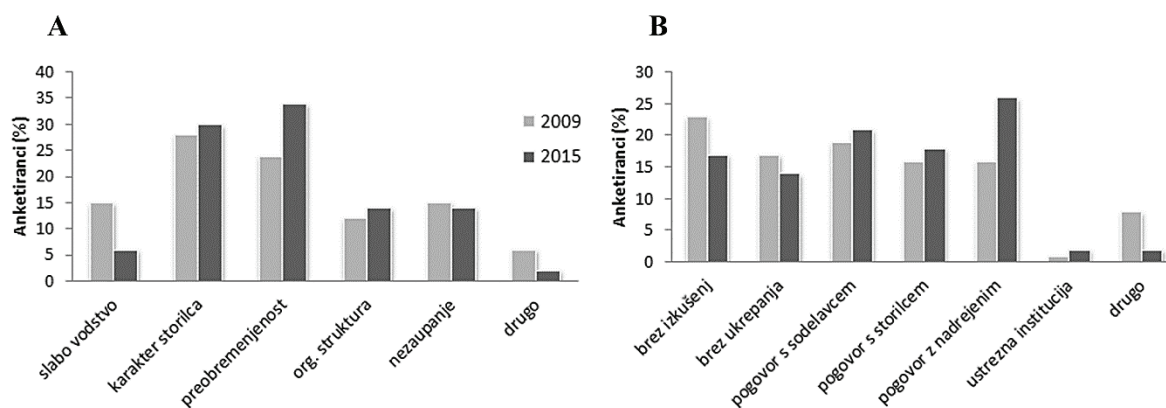 A
Anketiranci (%)
40
35
30
25
20
15
10
5
0
2009
2015
slabo vodstvo
karakter storilca
preobremenjenost
org. struktura
nezaupanje
drugo
B
Anketiranci (%)
30
25
20
15
10
5
0
brez izkušenj
brez ukrepanja
pogovor s sodelavcem
pogovor s storilcem
pogovor z nadrejenim
ustrezna institucija
drugo